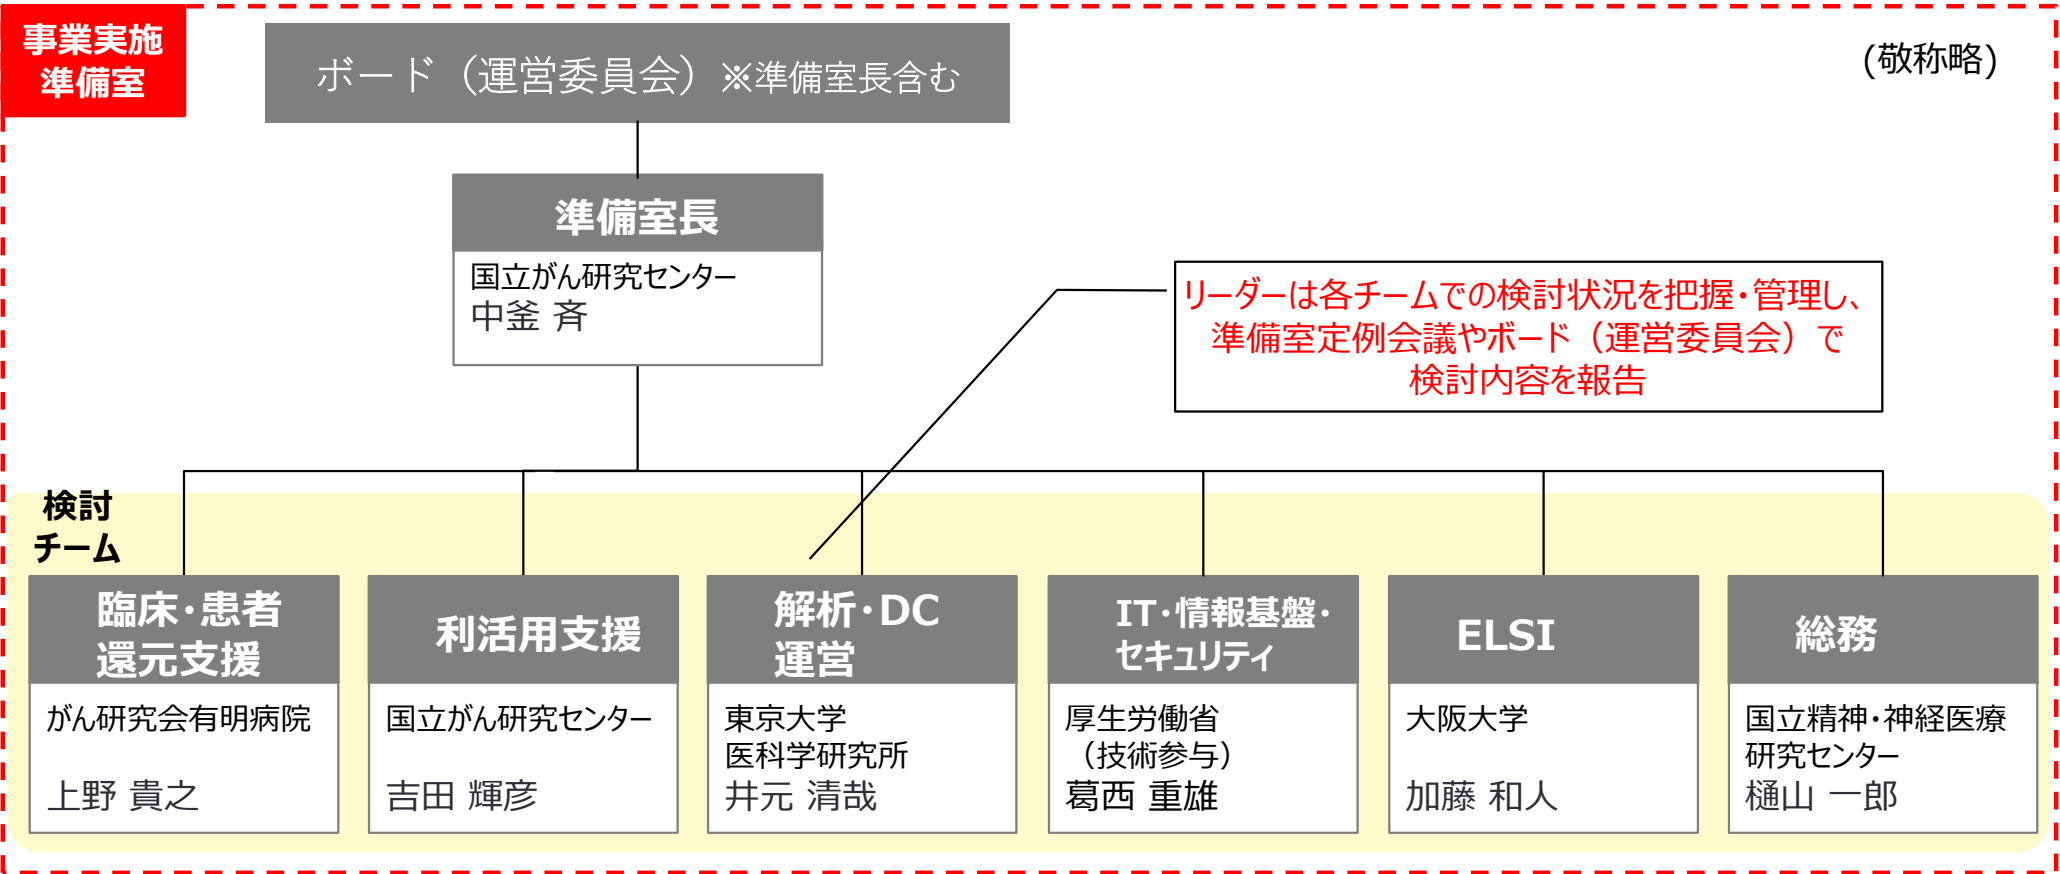 事業実施
準備室
ボード（運営委員会）※準備室長含む
(敬称略)
準備室長
国立がん研究センター
中釜 斉
リーダーは各チームでの検討状況を把握・管理し、
準備室定例会議やボード（運営委員会）で
検討内容を報告
検討
チーム
臨床・患者
還元支援
がん研究会有明病院
上野 貴之
利活用支援
国立がん研究センター
吉田 輝彦
解析・DC
運営
東京大学
医科学研究所
井元 清哉
IT・情報基盤・
セキュリティ
厚生労働省
（技術参与）
葛西 重雄
ELSI
大阪大学
加藤 和人
総務
国立精神・神経医療
研究センター
樋山 一郎